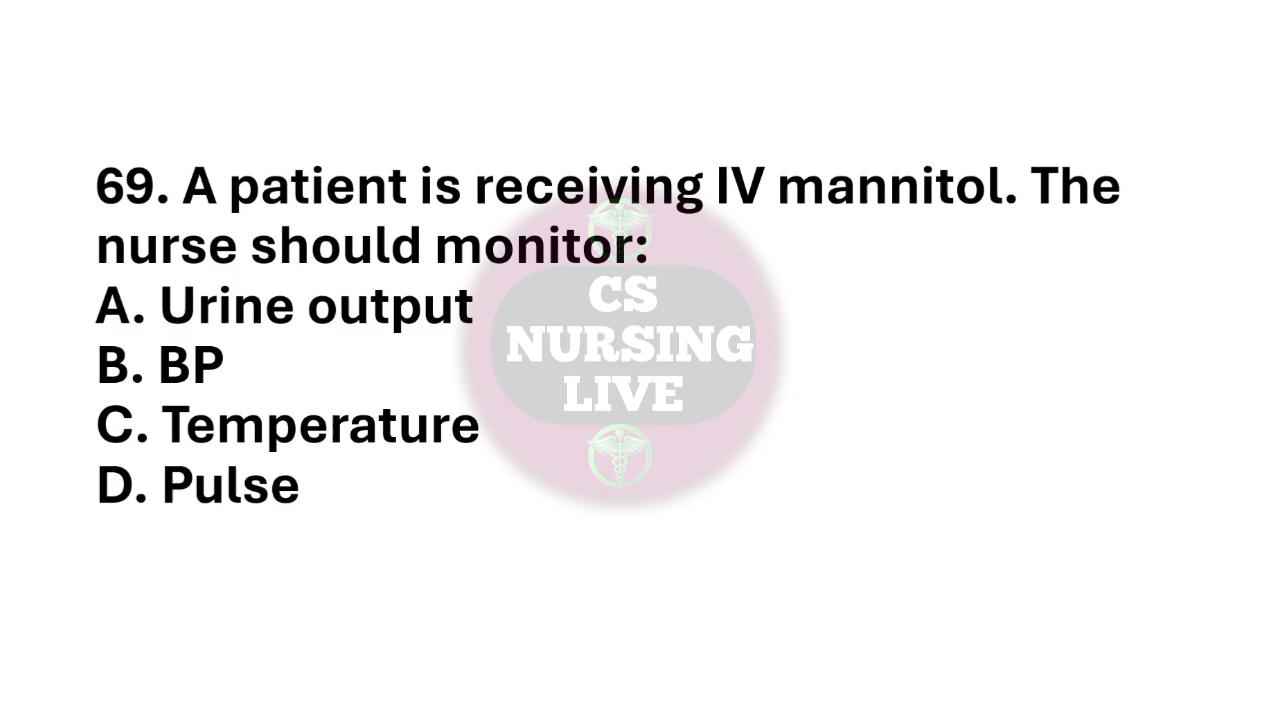 69. A patient is receiving IV mannitol. The
nurse should monitor:
A. Urine output
B. BP
C. Temperature
D. Pulse
CS
NURSING
LIVE